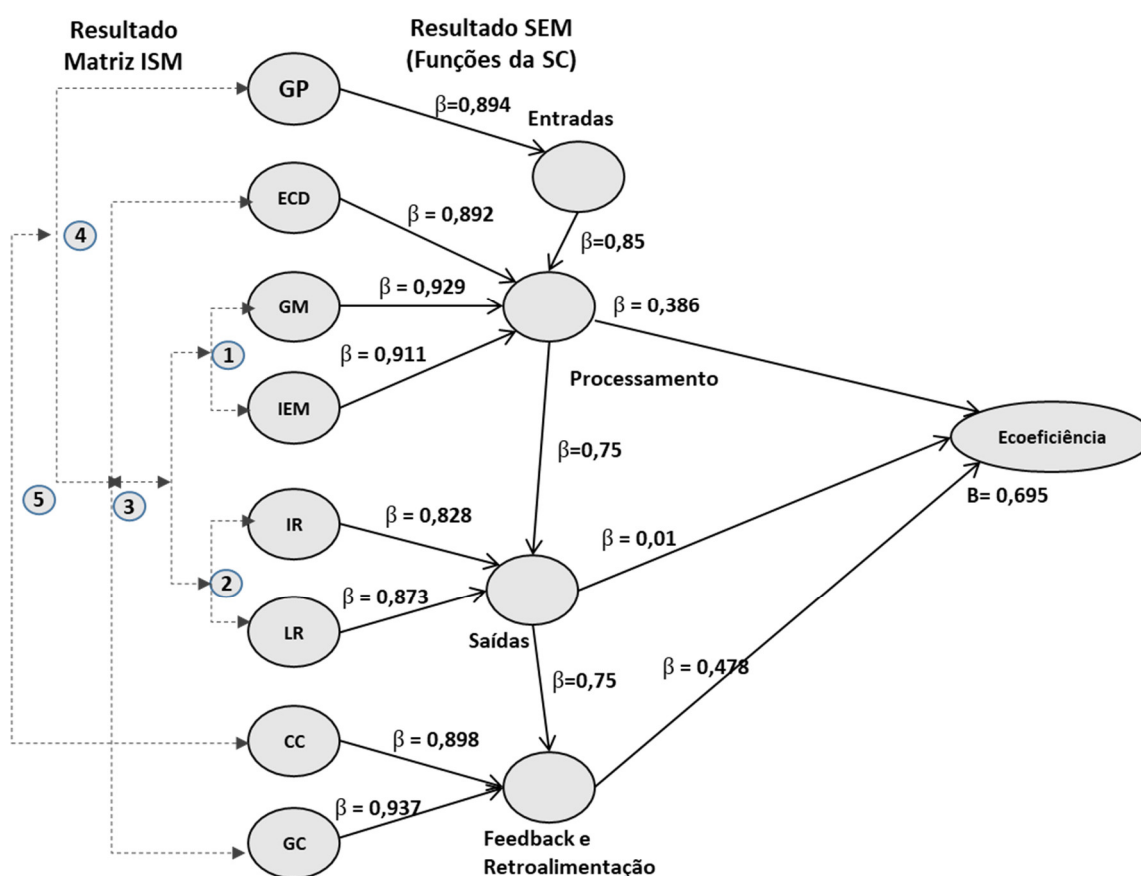 Resultado
Matriz ISM
Resultado SEM
(Funções da SC)
GP
β=0,894
Entradas
ECD
β = 0,892
β=0,85
4
GM
β = 0,929
β = 0,386
1
β = 0,911
Processamento
IEM
Ecoeficiência
β=0,75
5
3
B= 0,695
IR
β = 0,828
β = 0,01
2
β = 0,873
LR
Saídas
β = 0,478
β=0,75
CC
β = 0,898
β = 0,937
GC
Feedback e
Retroalimentação